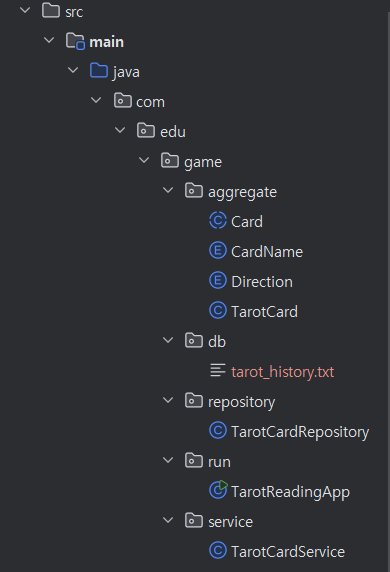 src
main
java
com
edu
game
aggregate
Card
CardName
Direction
TarotCard
db
tarot_history.txt
repository
TarotCardRepository
run
TarotReadingApp
service
TarotCardService